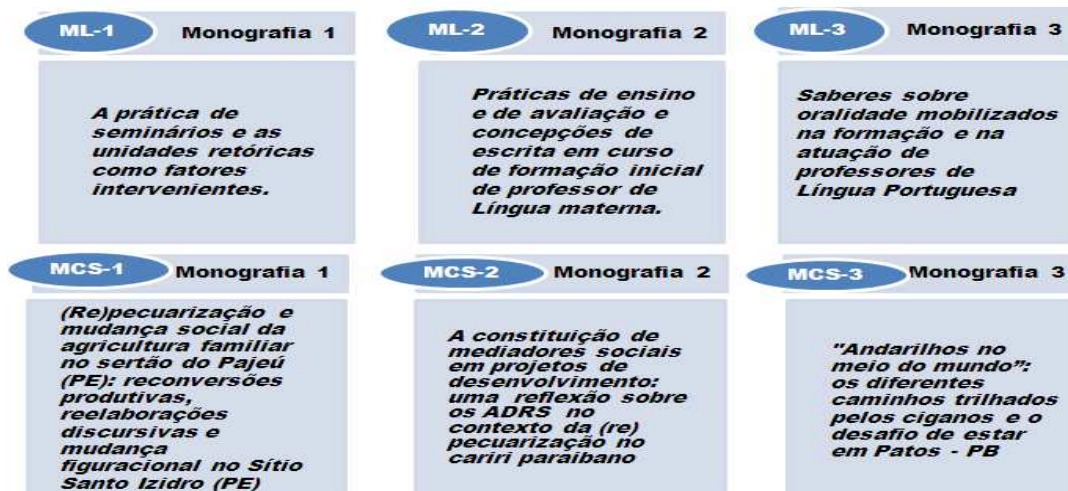 ML-1 Monografia 1
A prática de
seminários e as
unidades retóricas
como fatores
intervenientes.
ML-2 Monografia 2
Práticas de ensino
e de avaliação e
concepções de
escrita em curso
de formação inicial
de professor de
Língua materna.
ML-3 Monografia 3
Saberes sobre
oralidade mobilizados
na formação e na
atuação de
professores de
Língua Portuguesa
MCS-1 Monografia 1
(Re)pecuarização e
mudança social da
agricultura familiar
no sertão do Pajeú
(PE): reconversões
produtivas,
reelaborações
discursivas e
mudança
figuracional no Sítio
Santo Izidro (PE)
MCS-2 Monografia 2
A constituição de
mediadores sociais
em projetos de
desenvolvimento:
uma reflexão sobre
os ADRS no
contexto da (re)
pecuarização no
cariri paraibano
MCS-3 Monografia 3
"Andarilhos no
meio do mundo”:
os diferentes
caminhos trilhados
pelos ciganos e o
desafio de estar
em Patos - PB